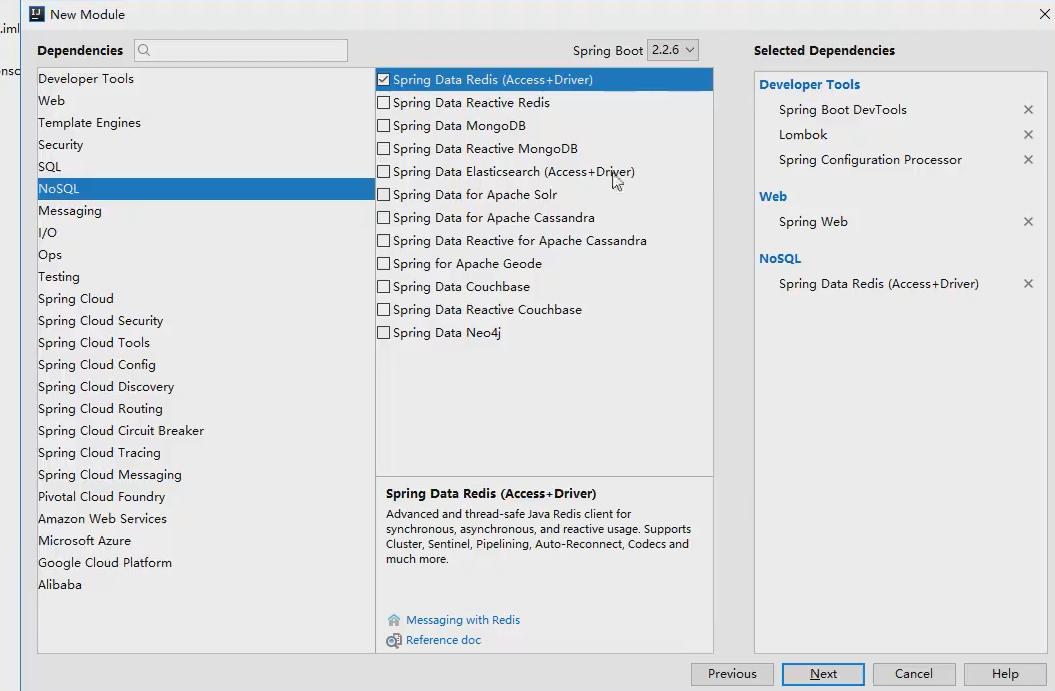 New Module
.iml
Dependencies
Spring Boot 2.2.6
Selected Dependencies
Developer Tools
Web
Template Engines
Security
SQL
NoSQL
Messaging
I/O
Ops
Testing
Spring Cloud
Spring Cloud Security
Spring Cloud Tools
Spring Cloud Config
Spring Cloud Discovery
Spring Cloud Routing
Spring Cloud Circuit Breaker
Spring Cloud Tracing
Spring Cloud Messaging
Pivotal Cloud Foundry
Amazon Web Services
Microsoft Azure
Google Cloud Platform
Alibaba
Spring Data Redis (Access+Driver)
Spring Data Reactive Redis
Spring Data MongoDB
Spring Data Reactive MongoDB
Spring Data Elasticsearch (Access+Driver)
Spring Data for Apache Solr
Spring Data for Apache Cassandra
Spring Data Reactive for Apache Cassandra
Spring for Apache Geode
Spring Data Couchbase
Spring Data Reactive Couchbase
Spring Data Neo4j
Spring Data Redis (Access+Driver)
Advanced and thread-safe Java Redis client for
synchronous, asynchronous, and reactive usage. Supports
Cluster, Sentinel, Pipelining, Auto-Reconnect, Codecs and
much more.
Messaging with Redis
Reference doc
Developer Tools
Spring Boot DevTools
Lombok
Spring Configuration Processor
Web
Spring Web
NoSQL
Spring Data Redis (Access+Driver)
Previous
Next
Cancel
Help